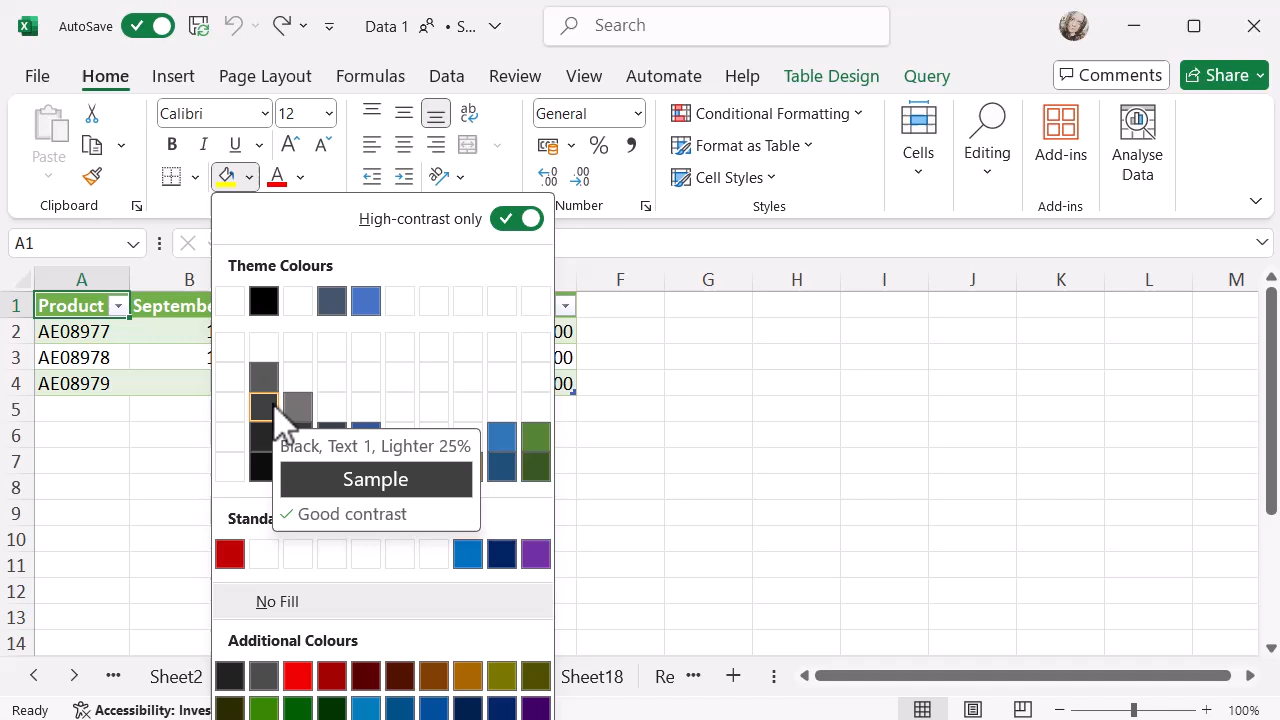 AutoSave Data 1 • S... Search
File Home Insert Page Layout Formulas Data Review View Automate Help Table Design Query Comments Share
Paste
Calibri 12
B I U A A
A
ab
General
% 9
Conditional Formatting
Format as Table
Cell Styles
Cells Editing Add-ins Analyse
Data
Clipboard Number Styles Add-ins
High-contrast only
A1
Theme Colours
A B F G H I J K L M
1 Product
2 AE08977 1 00
3 AE08978 1 00
4 AE08979 00
5
6
7
8
9
10
11
12
13
14
Black, Text 1, Lighter 25%
Sample
Good contrast
No Fill
Additional Colours
••• Sheet2 Sheet18 Re ••• +
Ready Accessibility: 100%